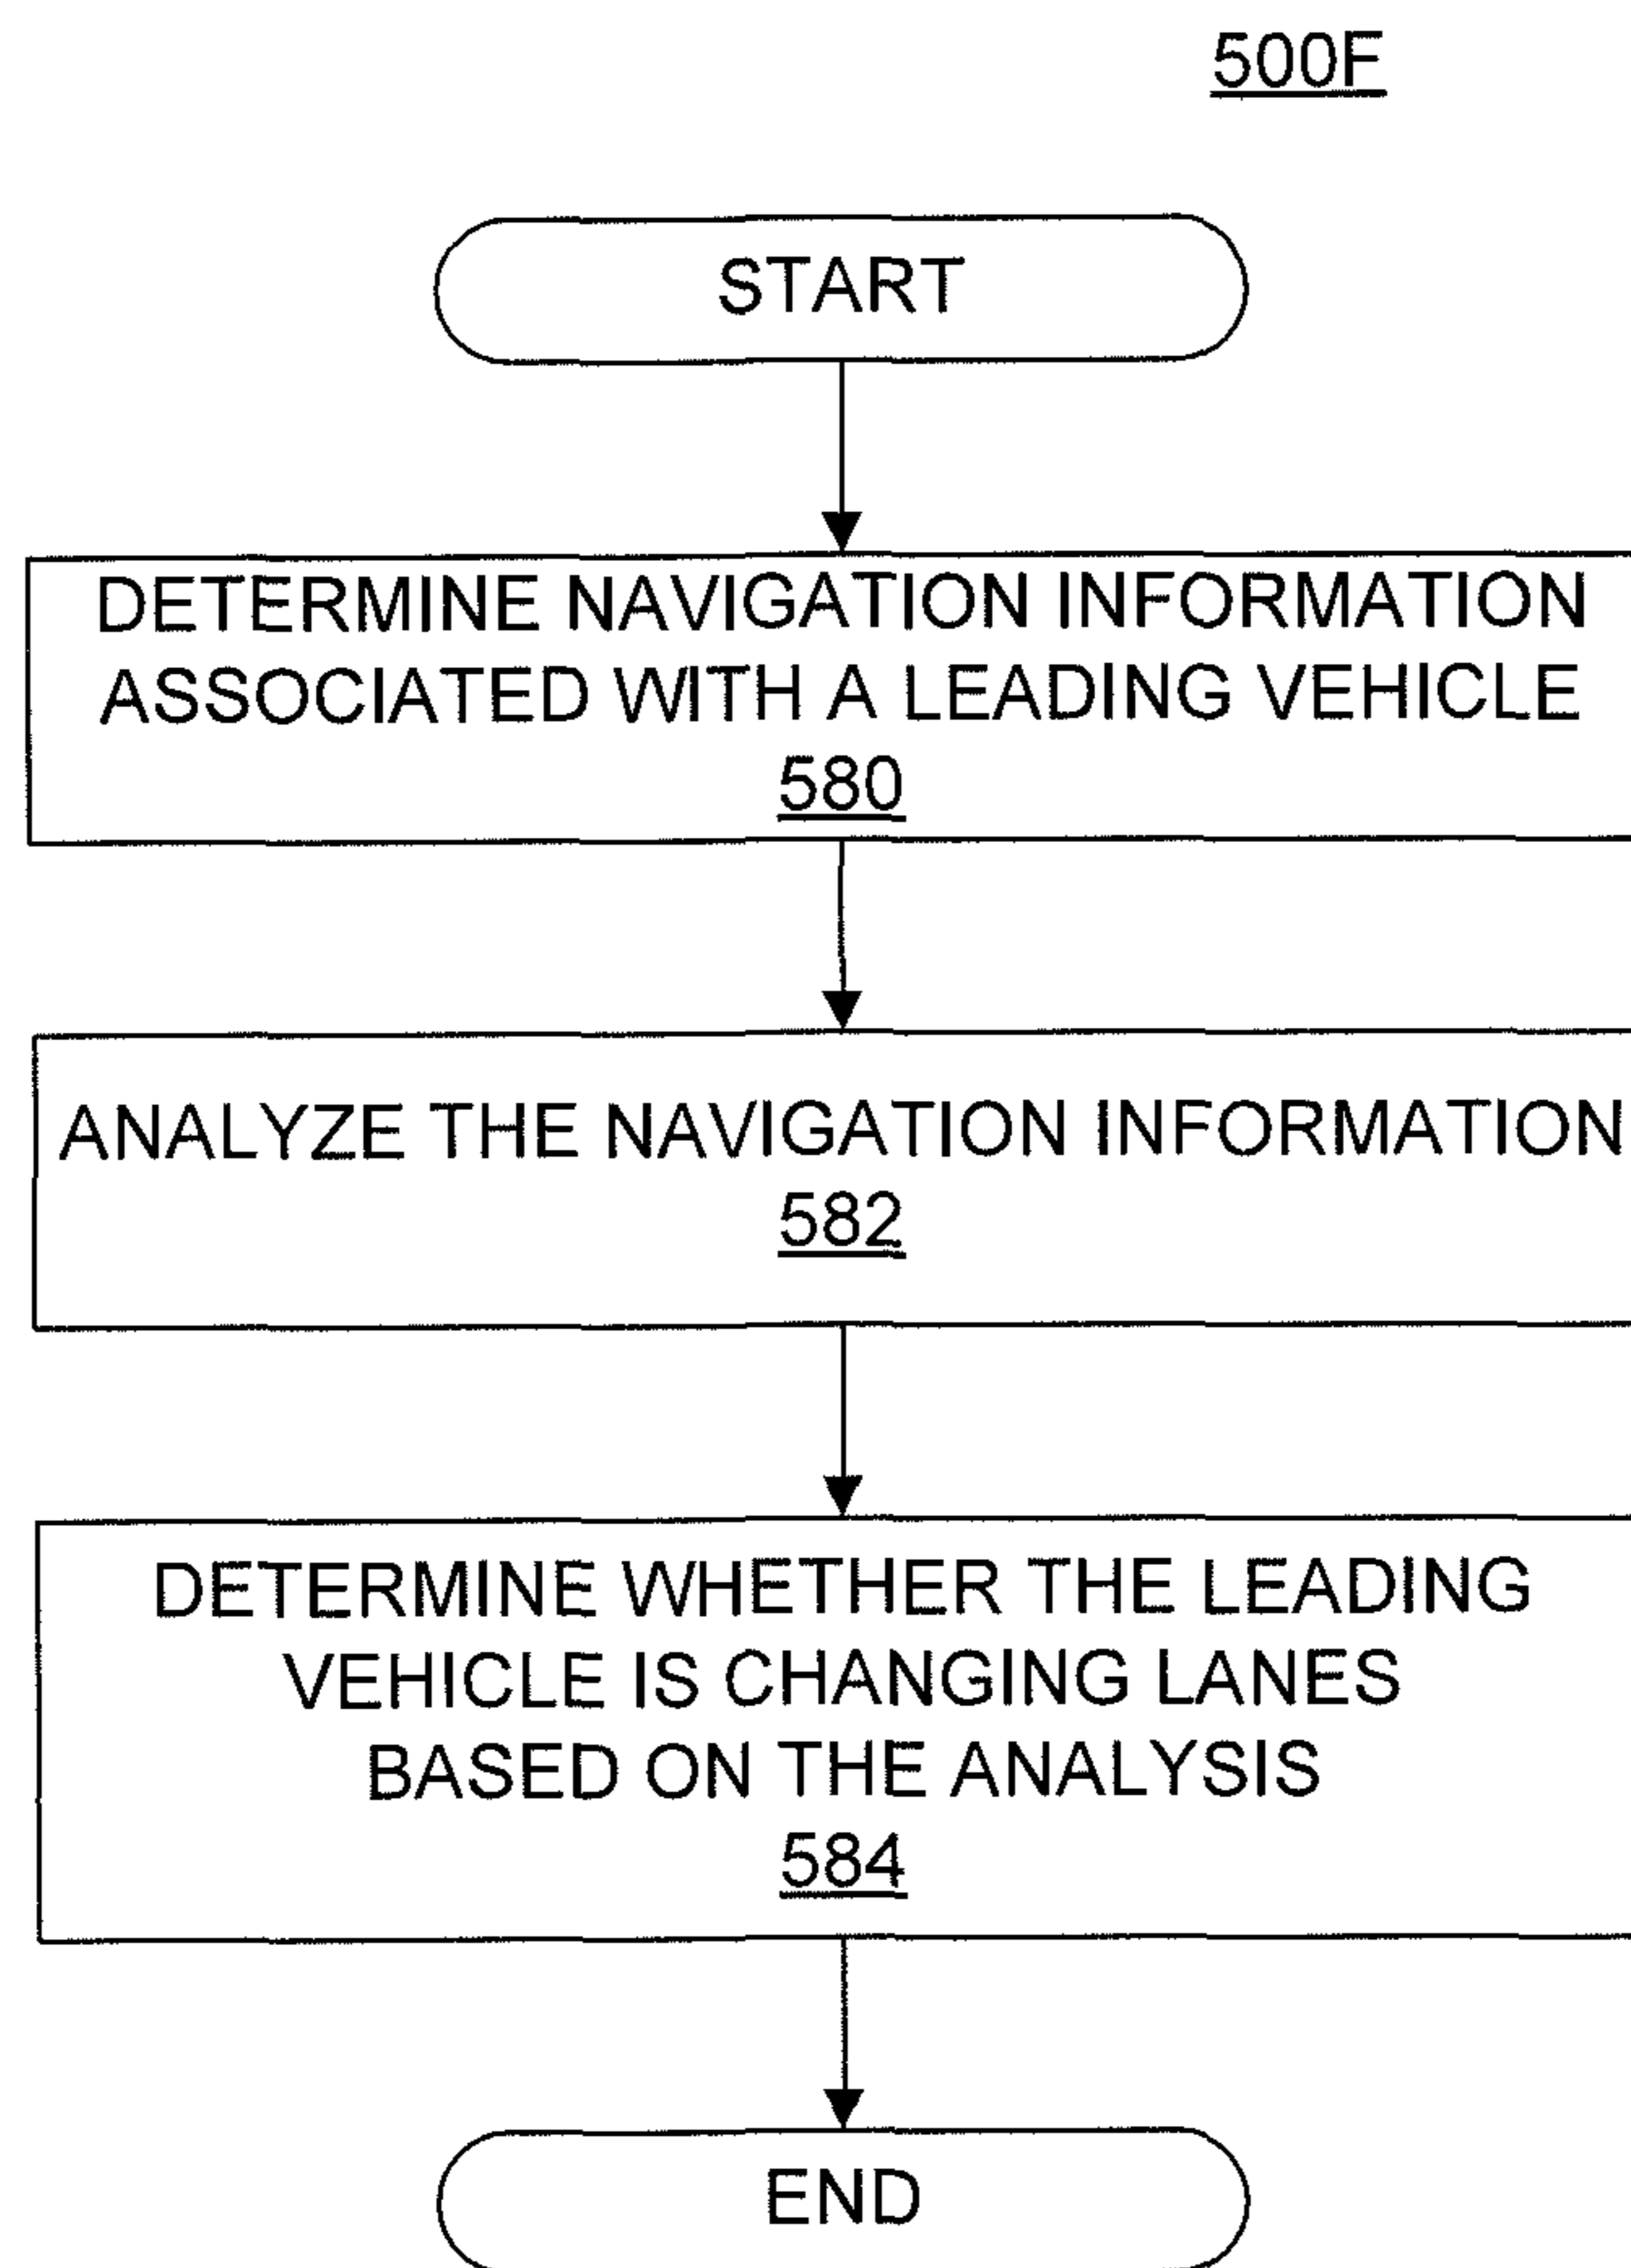 500F
START
DETERMINE NAVIGATION INFORMATION
ASSOCIATED WITH A LEADING VEHICLE
580
ANALYZE THE NAVIGATION INFORMATION
582
DETERMINE WHETHER THE LEADING
VEHICLE IS CHANGING LANES
BASED ON THE ANALYSIS
584
END